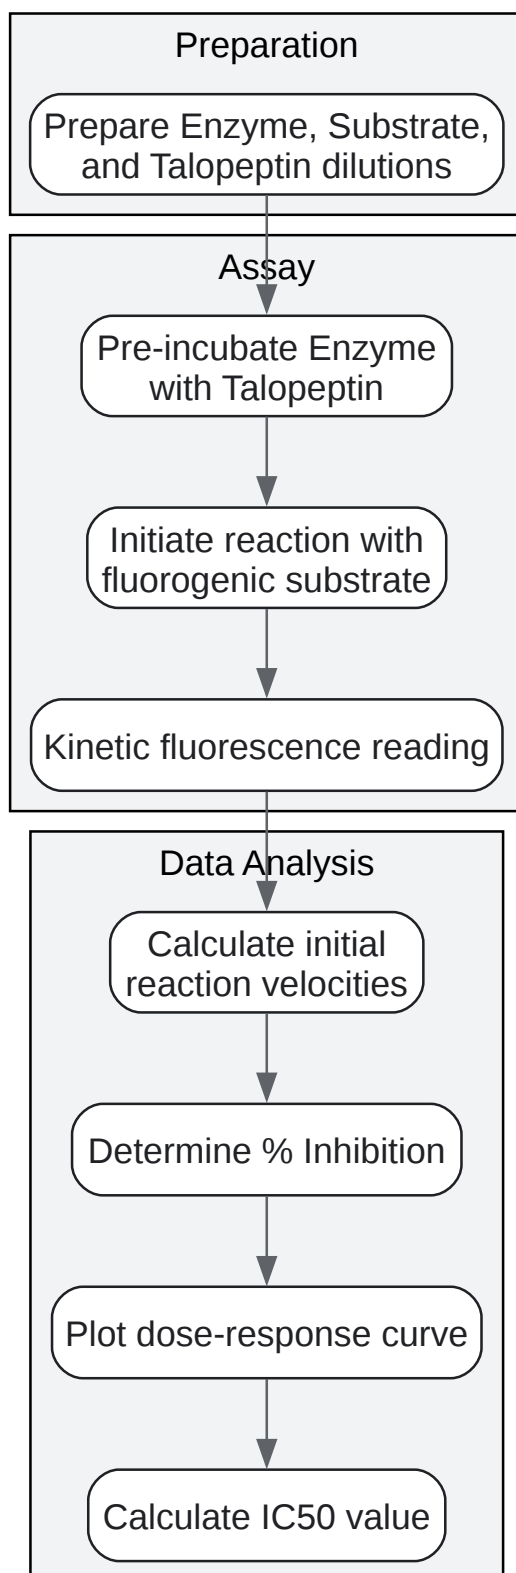 Preparation
Prepare Enzyme, Substrate,
and Talopeptin dilutions
Assay
Pre-incubate Enzyme
with Talopeptin
Initiate reaction with
fluorogenic substrate
Kinetic fluorescence reading
Data Analysis
Calculate initial
reaction velocities
Determine % Inhibition
Plot dose-response curve
Calculate IC50 value